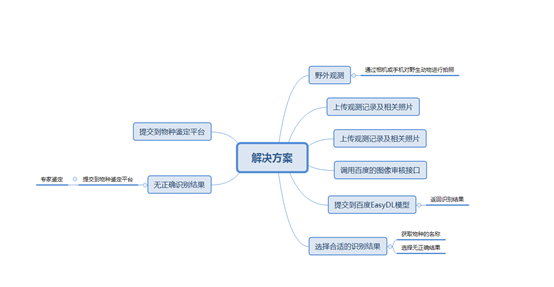 解决方案
野外观测
通过相机或手机对野生动物进行拍照
上传观测记录及相关照片
上传观测记录及相关照片
调用百度的图像审核接口
提交到百度EasyDL模型
返回识别结果
选择合适的识别结果
获取物种的名称
选择无正确结果
提交到物种鉴定平台
无正确识别结果
提交到物种鉴定平台
专家鉴定